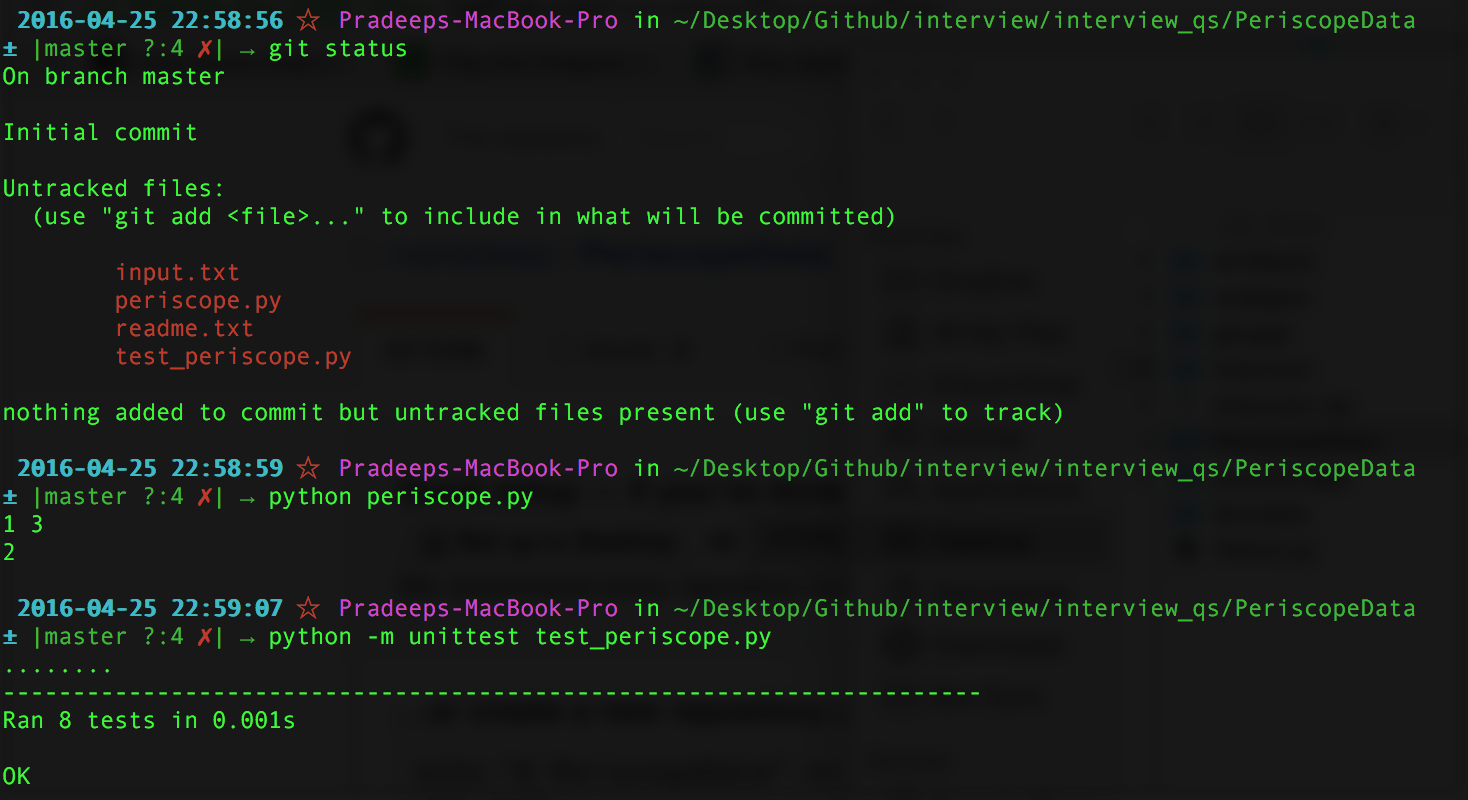 2016-04-25 22:58:56 ☆ Pradeeps-MacBook-Pro in ~/Desktop/Github/interview/interview_qs/PeriscopeData
± |master ?:4 ✗| → git status
On branch master
Initial commit
Untracked files:
(use "git add <file>..." to include in what will be committed)
input.txt
periscope.py
readme.txt
test_periscope.py
nothing added to commit but untracked files present (use "git add" to track)
2016-04-25 22:58:59 ☆ Pradeeps-MacBook-Pro in ~/Desktop/Github/interview/interview_qs/PeriscopeData
± |master ?:4 ✗| → python periscope.py
1 3
2
2016-04-25 22:59:07 ☆ Pradeeps-MacBook-Pro in ~/Desktop/Github/interview/interview_qs/PeriscopeData
± |master ?:4 ✗| → python -m unittest test_periscope.py
........
----------------------------------------------------------------------
Ran 8 tests in 0.001s
OK